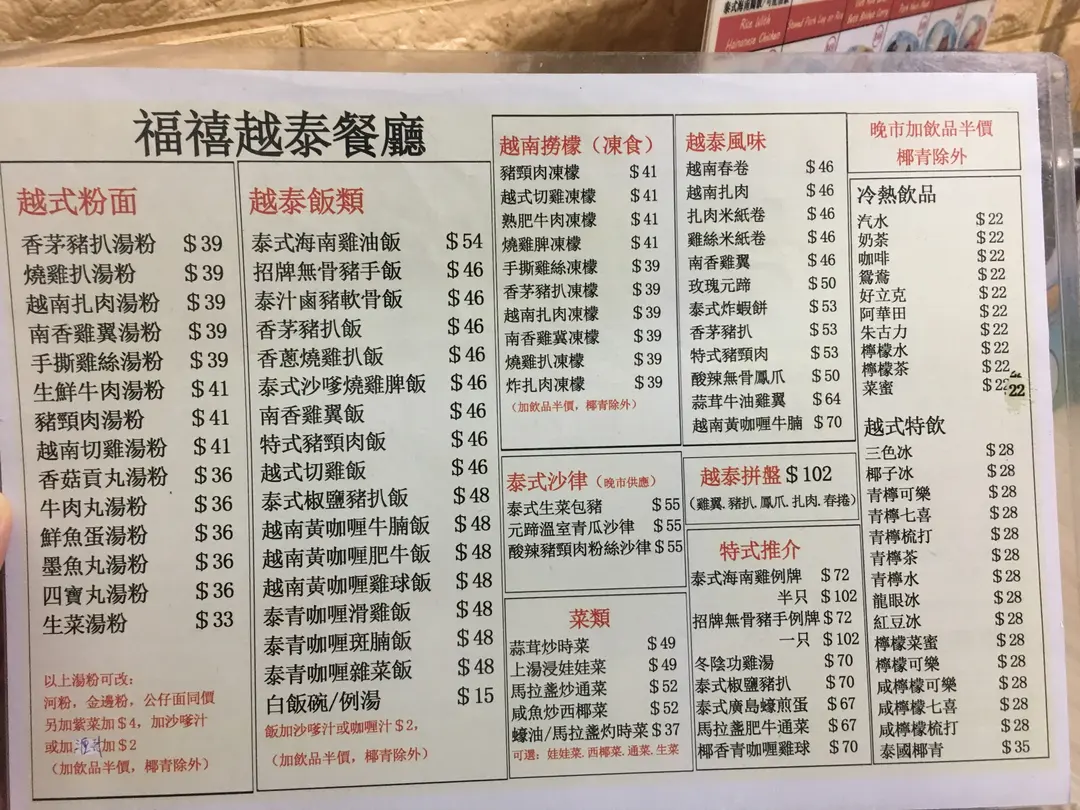 泰式海南雞飯/可配油飯
Rice With
Hainanese Chicken
福禧越泰餐廳
越式粉面
香茅豬扒湯粉 $39
燒雞扒湯粉 $39
越南扎肉湯粉 $39
南香雞翼湯粉 $39
手撕雞絲湯粉 $39
生鮮牛肉湯粉 $41
豬頸肉湯粉 $41
越南切雞湯粉 $41
香菇貢丸湯粉 $36
牛肉丸湯粉 $36
鮮魚蛋湯粉 $36
墨魚丸湯粉 $36
四寶丸湯粉 $36
生菜湯粉 $33
以上湯粉可改:
河粉，金邊粉，公仔面同價
另加紫菜加$4，加沙嗲汁
或加 加$2
（加飲品半價，椰青除外）
越泰飯類
泰式海南雞油飯 $54
招牌無骨豬手飯 $46
泰汁鹵豬軟骨飯 $46
香茅豬扒飯 $46
香蔥燒雞扒飯 $46
泰式沙嗲燒雞脾飯 $46
南香雞翼飯 $46
特式豬頸肉飯 $46
越式切雞飯 $46
泰式椒鹽豬扒飯 $48
越南黃咖喱牛腩飯 $48
越南黃咖喱肥牛飯 $48
越南黃咖喱雞球飯 $48
泰青咖喱滑雞飯 $48
泰青咖喱斑腩飯 $48
泰青咖喱雜菜飯 $48
白飯碗/例湯 $15
飯加沙嗲汁或咖喱汁$2，
（加飲品半價，椰青除外）
越南撈檬（凍食）
豬頸肉凍檬 $41
越式切雞凍檬 $41
熟肥牛肉凍檬 $41
燒雞脾凍檬 $41
手撕雞絲凍檬 $39
香茅豬扒凍檬 $39
越南扎肉凍檬 $39
南香雞冀凍檬 $39
燒雞扒凍檬 $39
炸扎肉凍檬 $39
（加飲品半價，椰青除外）
泰式沙律（晚市供應）
泰式生菜包豬 $55
元蹄溫室青瓜沙律 $55
酸辣豬頸肉粉絲沙律 $55
菜類
蒜茸炒時菜 $49
上湯浸娃娃菜 $49
馬拉盞炒通菜 $52
咸魚炒西椰菜 $52
蠔油/馬拉盞灼時菜 $37
可選：娃娃菜.西椰菜.通菜.生菜
越泰風味
越南春卷 $46
越南扎肉 $46
扎肉米紙卷 $46
雞絲米紙卷 $46
南香雞翼 $46
玫瑰元蹄 $50
泰式炸蝦餅 $53
香茅豬扒 $53
特式豬頸肉 $53
酸辣無骨鳳爪 $50
蒜茸牛油雞翼 $64
越南黃咖喱牛腩 $70
越泰拼盤$102
（雞翼.豬扒.鳳爪.扎肉.春捲）
特式推介
泰式海南雞例牌 $72
半只 $102
招牌無骨豬手例牌 $72
一只 $102
冬陰功雞湯 $70
泰式椒鹽豬扒 $70
泰式廣島蠔煎蛋 $67
馬拉盞肥牛通菜 $67
椰香青咖喱雞球 $70
晚市加飲品半價
椰青除外
冷熱飲品
汽水 $22
奶茶 $22
咖啡 $22
鴛鴦 $22
好立克 $22
阿華田 $22
朱古力 $22
檸檬水 $22
檸檬茶 $22
菜蜜 $22 22
越式特飲
三色冰 $28
椰子冰 $28
青檸可樂 $28
青檸七喜 $28
青檸梳打 $28
青檸茶 $28
青檸水 $28
龍眼冰 $28
紅豆冰 $28
檸檬菜蜜 $28
檸檬可樂 $28
咸檸檬可樂 $28
咸檸檬七喜 $28
咸檸檬梳打 $28
泰國椰青 $35